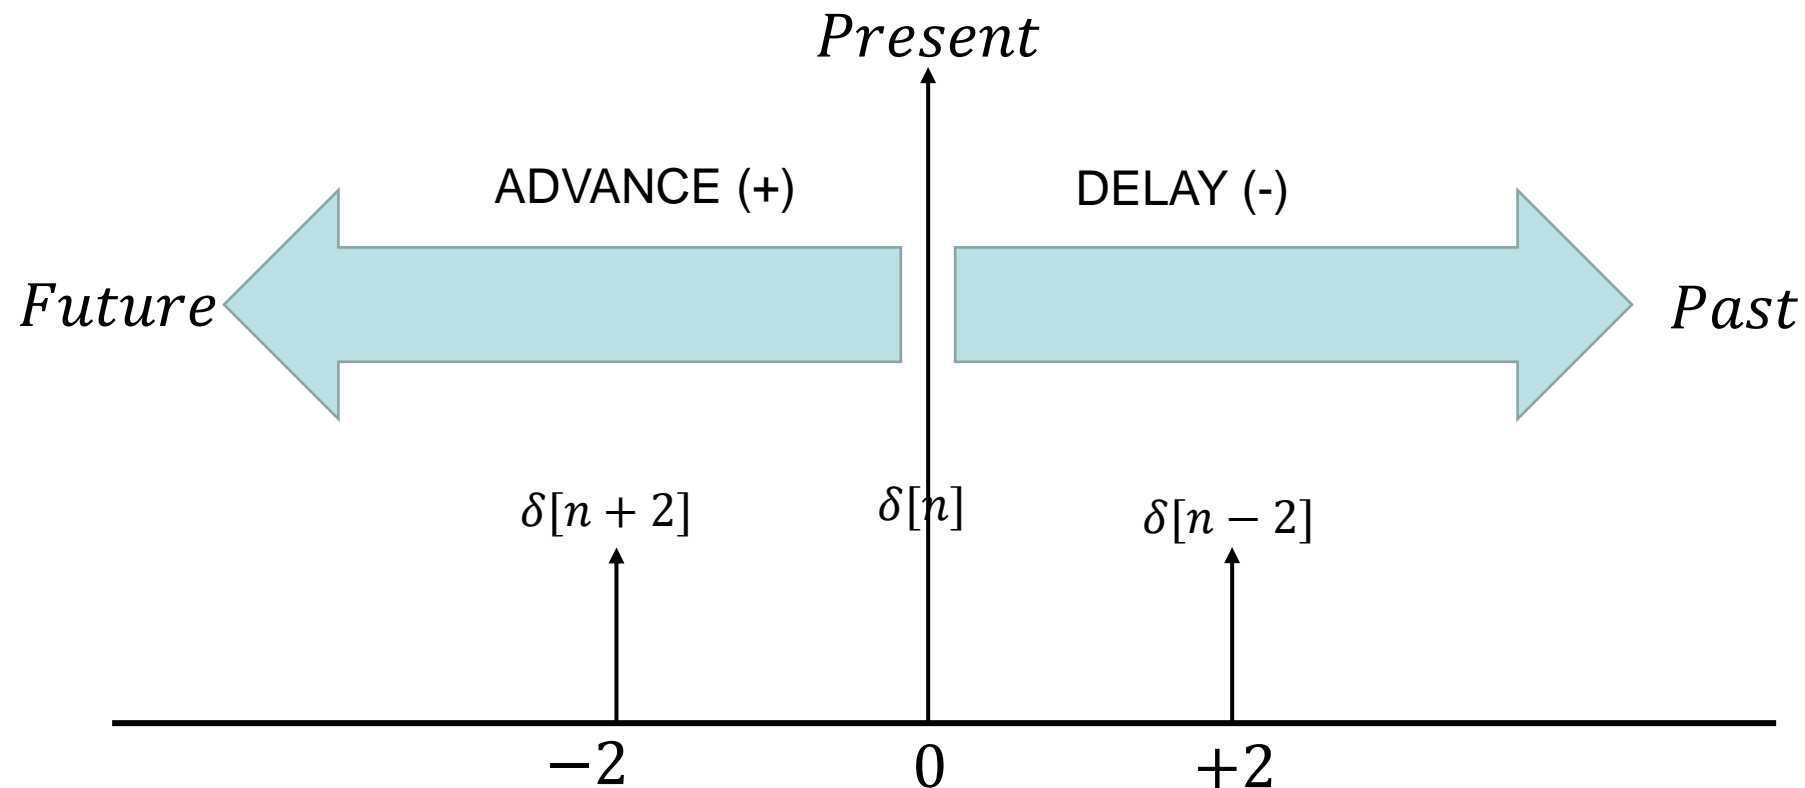 Present
ADVANCE (+)
DELAY (-)
Future
Past
δ[n + 2]
δ[n]
δ[n − 2]
−2
0
+2